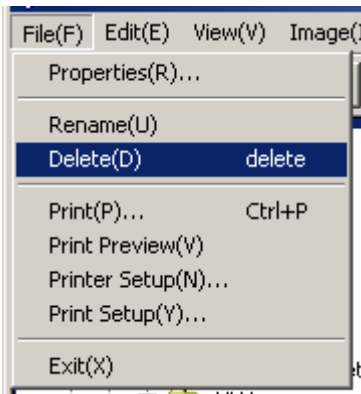 File(F) Edit(E) View(V) Image(I
Properties(R)...
Rename(U)
Delete(D) delete
Print(P)... Ctrl+P
Print Preview(V)
Printer Setup(N)...
Print Setup(Y)...
Exit(X)